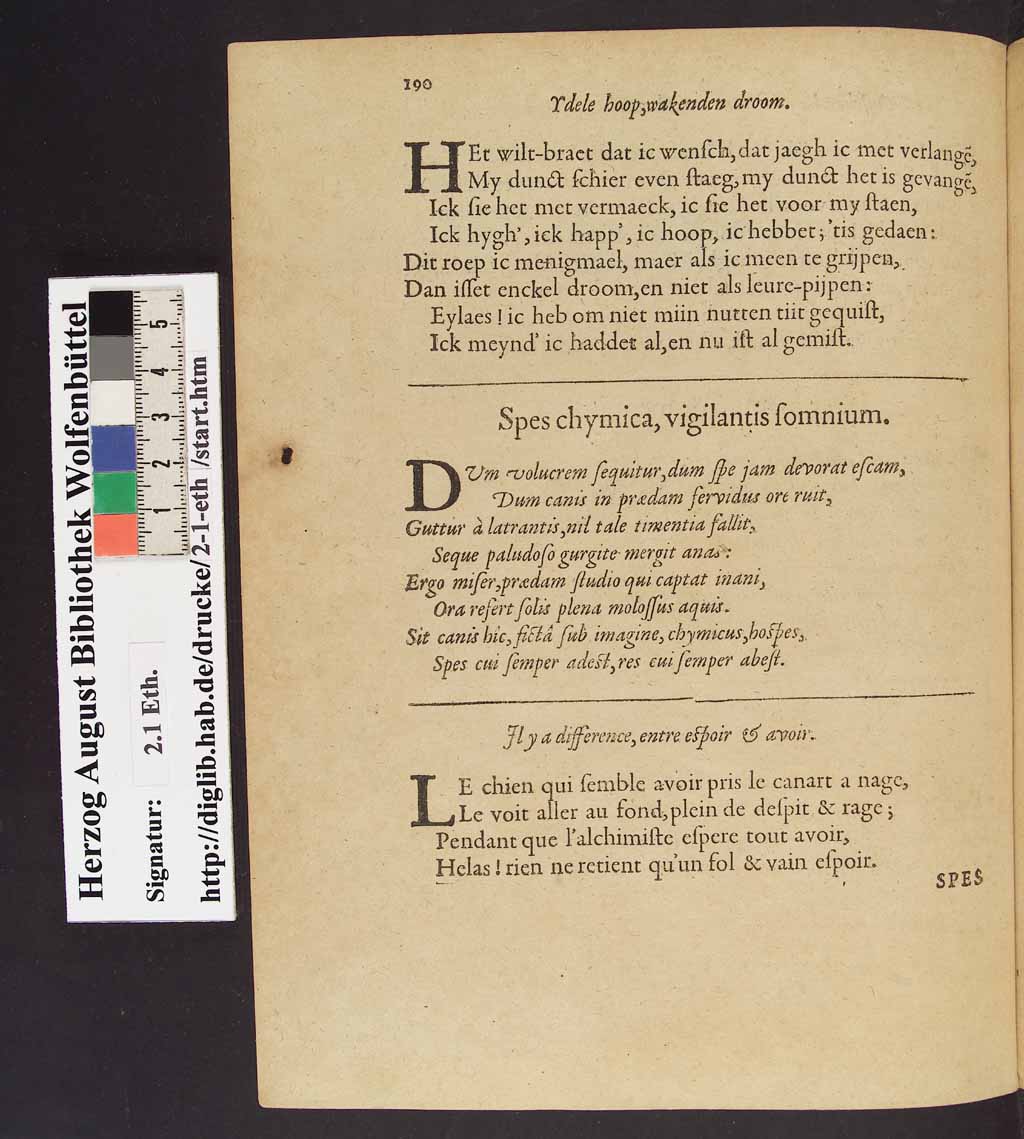 190
Ydele hoop, wakenden droom.
HEt wilt-braet dat ic wenſch, dat jaegh ic met verlangẽ,
My dunct ſchier even ſtaeg, my dunct het is gevangẽ,
Ick ſie het met vermaeck, ic ſie het voor my ſtaen,
Ick hygh', ick happ', ic hoop, ic hebbet; 'tis gedaen:
Dit roep ic menigmael, maer als ic meen te grijpen,
Dan iſſet enckel droom, en niet als leure-pijpen:
Eylaes! ic heb om niet miin nutten tiit gequiſt,
Ick meynd' ic haddet al, en nu iſt al gemiſt.
Spes chymica, vigilantis ſomnium.
DUm volucrem ſequitur, dum ſpe jam devorat eſcam,
Dum canis in prædam fervidus ore ruit,
Guttur à latrantis, nil tale timentia fallit,
Seque paludoſo gurgite mergit anas:
Ergo miſer, prædam ſtudio qui captat inani,
Ora refert ſolis plena moloſſus aquis.
Sit canis hic, fictâ ſub imagine, chymicus, hoſpes,
Spes cui ſemper adeſt, res cui ſemper abeſt.
Il y a difference, entre eſpoir & avoir.
LE chien qui ſemble avoir pris le canart a nage,
Le voit aller au fond, plein de deſpit & rage;
Pendant que l'alchimiſte eſpere tout avoir,
Helas! rien ne retient qu'un fol & vain eſpoir.
SPES
Herzog August Bibliothek Wolfenbüttel
Signatur: 2.1 Eth.
http://diglib.hab.de/drucke/2-1-eth /start.htm
1 2 3 4 5